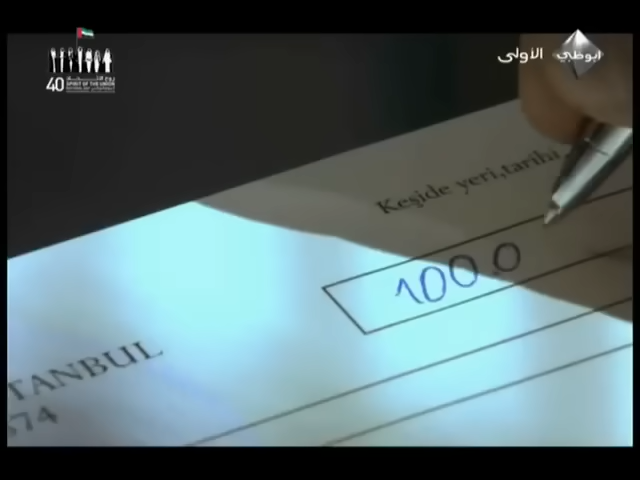 أبوظبي الأولى
40
SPIRIT OF THE UNION
Keşide yeri,tarihi
100.0
TANBUL
574